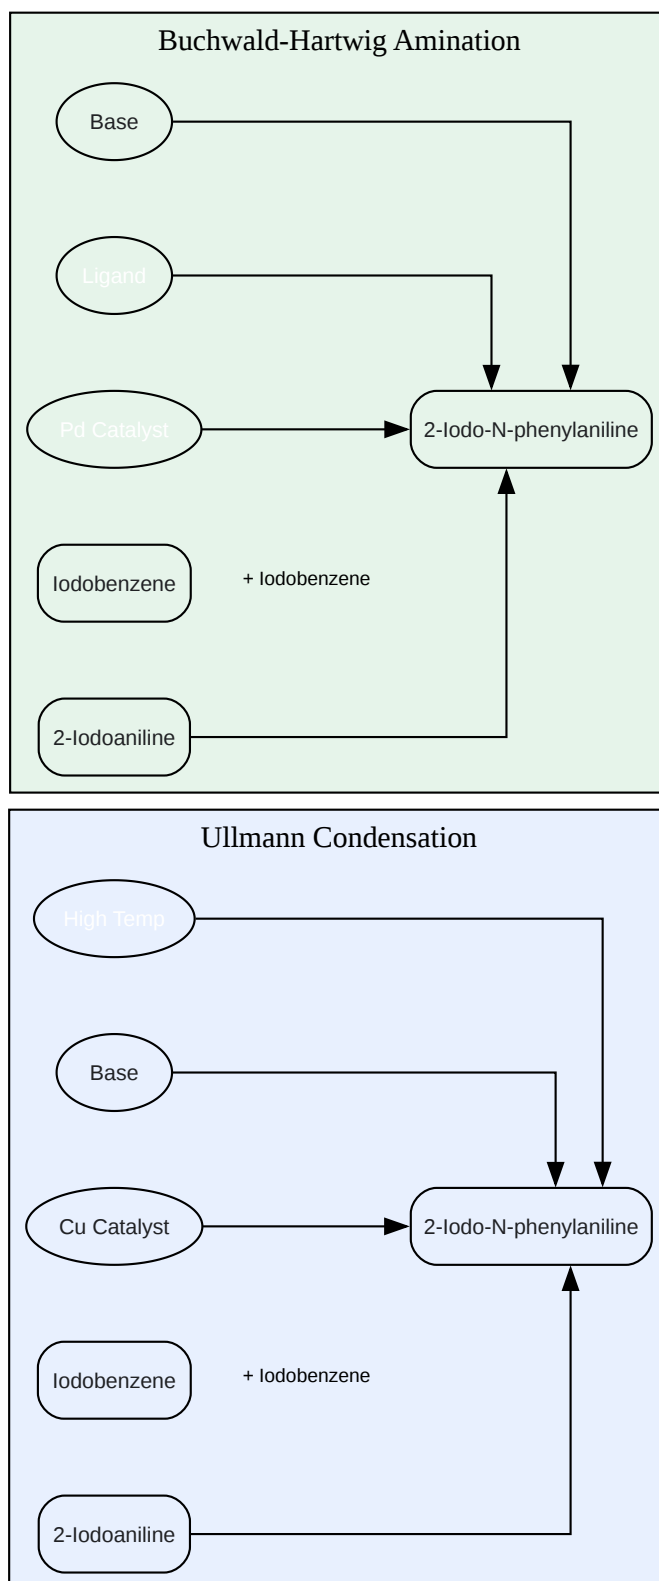 Buchwald-Hartwig Amination
Base
Ligand
Pd Catalyst
2-Iodo-N-phenylaniline
Iodobenzene
+ Iodobenzene
2-Iodoaniline
Ullmann Condensation
High Temp
Base
Cu Catalyst
2-Iodo-N-phenylaniline
Iodobenzene
+ Iodobenzene
2-Iodoaniline